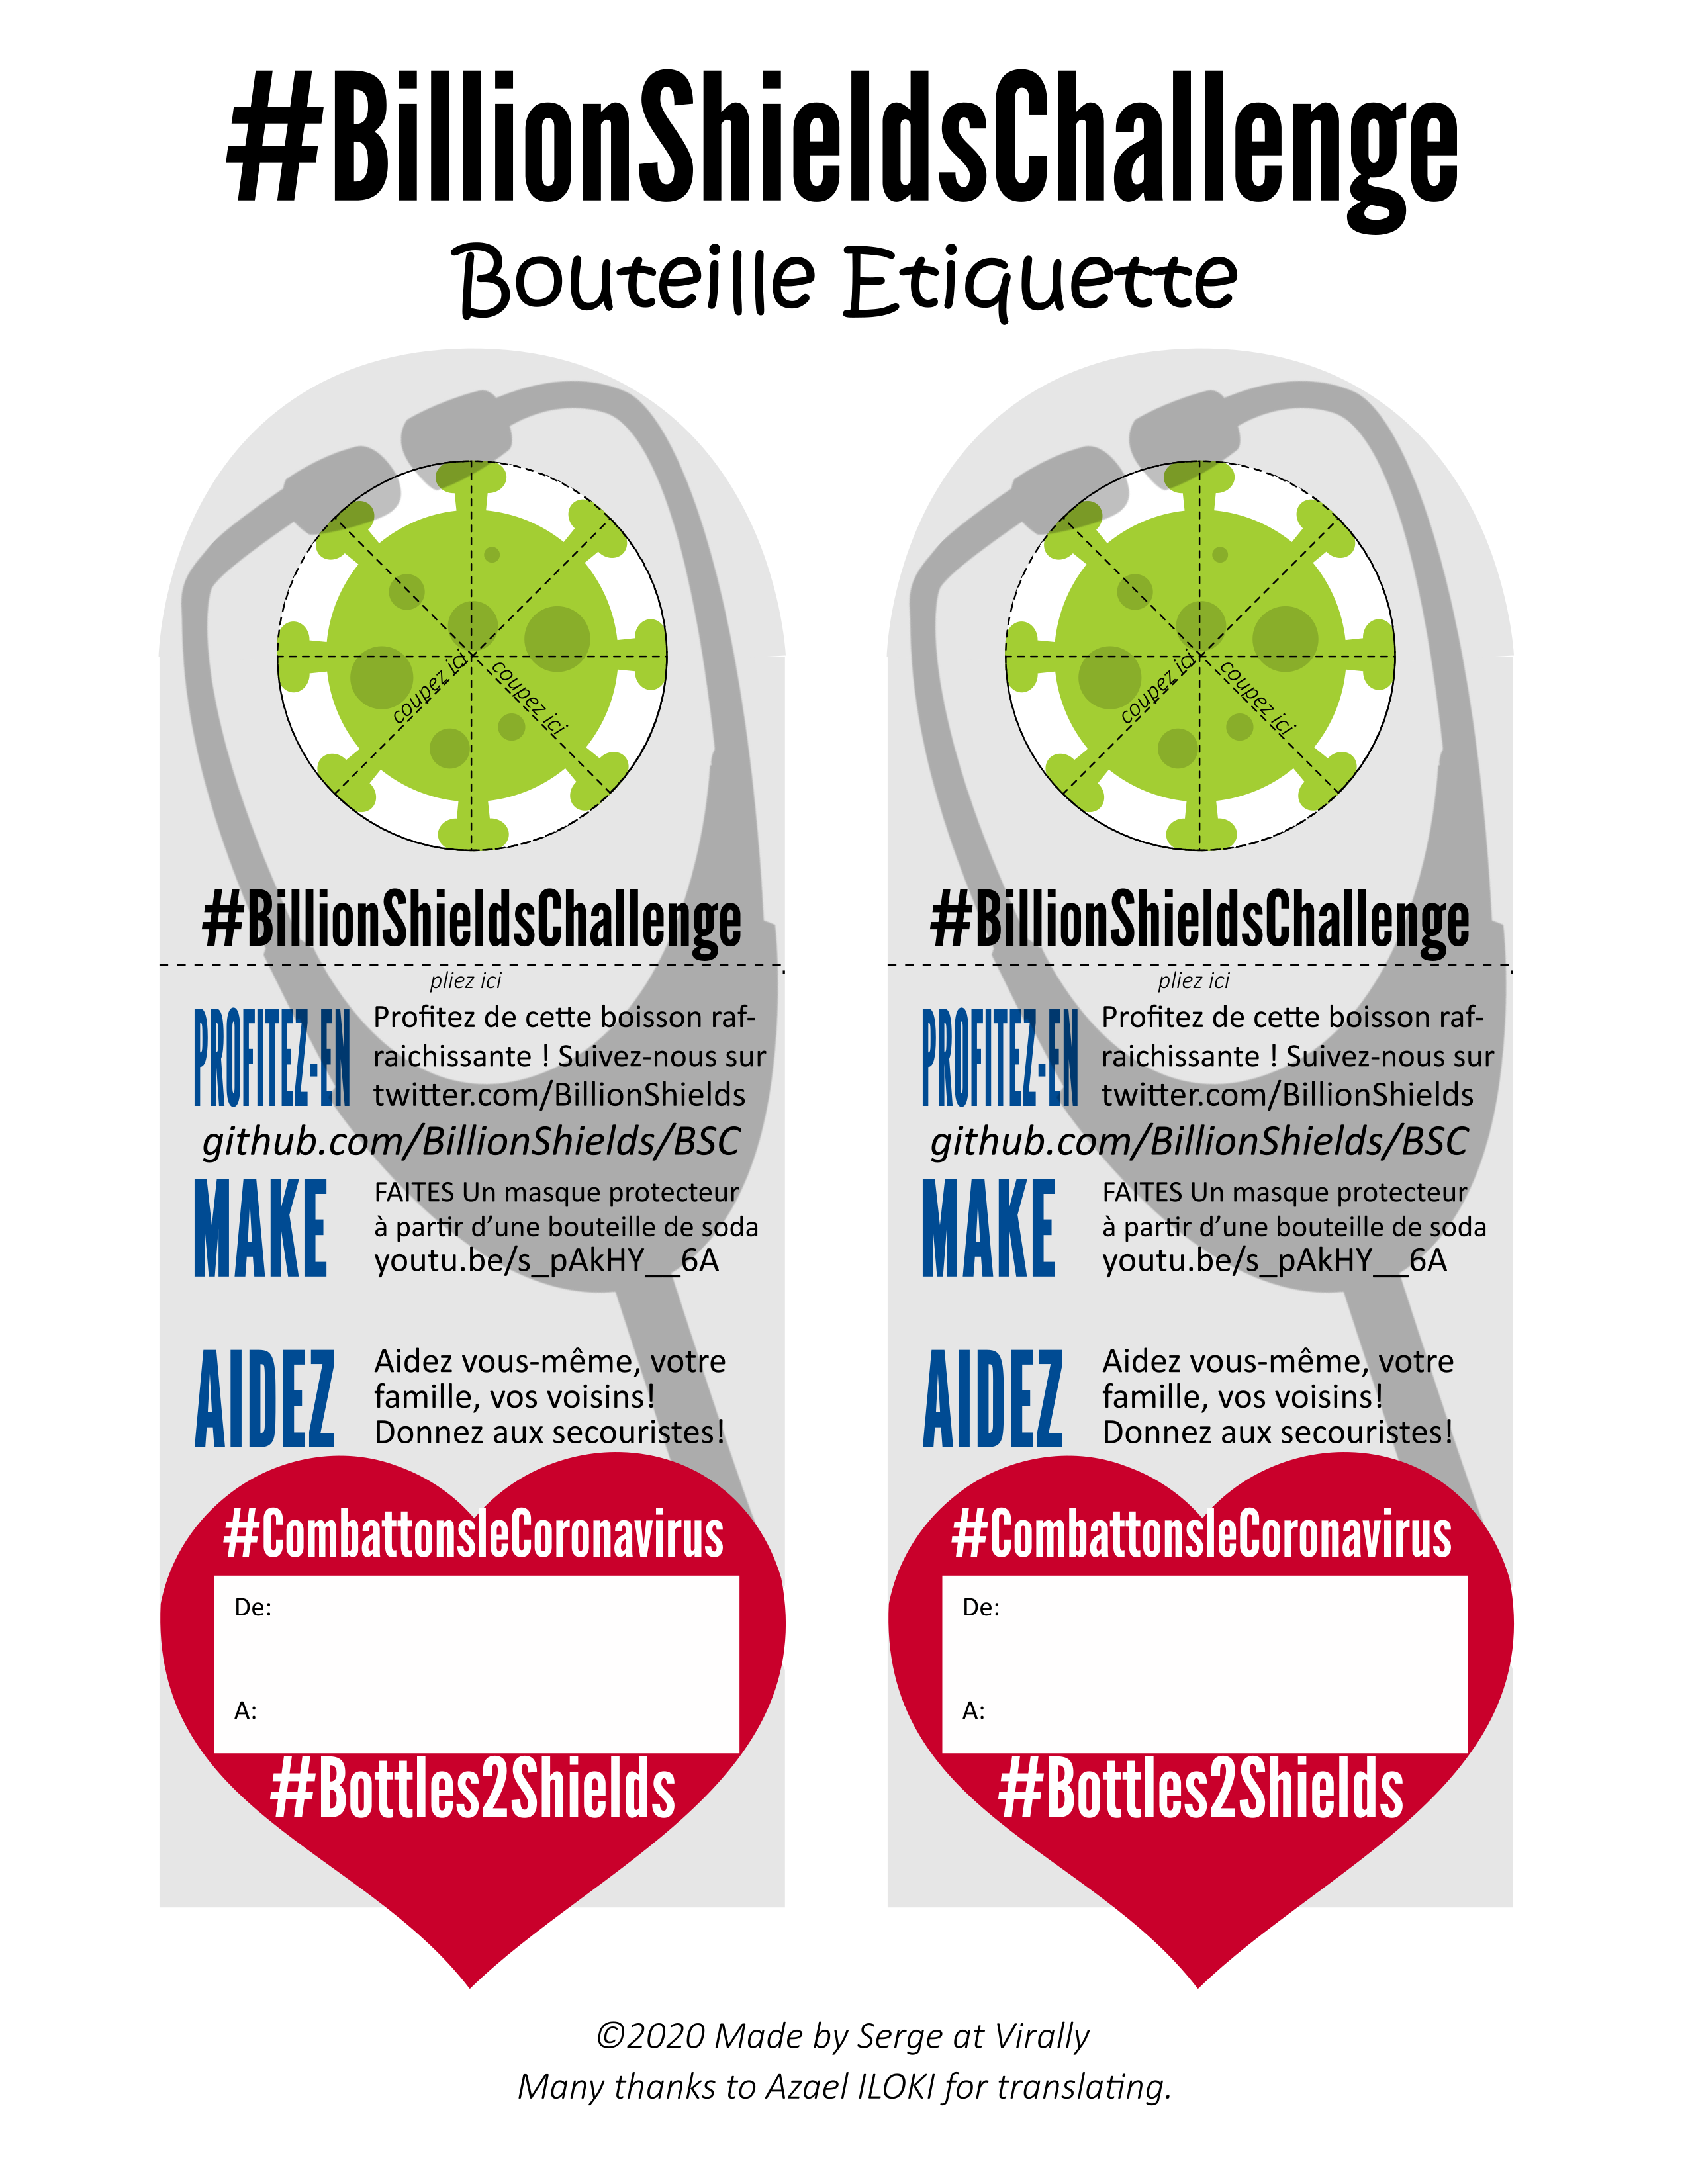 #BillionShieldsChallenge
Bouteille Etiquette
coupez ici
coupez ici
#BillionShieldsChallenge
pliez ici
PROFITEZ-EN
Profitez de cette boisson raf-
raichissante ! Suivez-nous sur
twitter.com/BillionShields
github.com/BillionShields/BSC
MAKE
FAITES Un masque protecteur
à partir d’une bouteille de soda
youtu.be/s_pAkHY__6A
AIDEZ
Aidez vous-même, votre
famille, vos voisins!
Donnez aux secouristes!
#CombattonsleCoronavirus
De:
A:
#Bottles2Shields
coupez ici
coupez ici
#BillionShieldsChallenge
pliez ici
PROFITEZ-EN
Profitez de cette boisson raf-
raichissante ! Suivez-nous sur
twitter.com/BillionShields
github.com/BillionShields/BSC
MAKE
FAITES Un masque protecteur
à partir d’une bouteille de soda
youtu.be/s_pAkHY__6A
AIDEZ
Aidez vous-même, votre
famille, vos voisins!
Donnez aux secouristes!
#CombattonsleCoronavirus
De:
A:
#Bottles2Shields
©2020 Made by Serge at Virally
Many thanks to Azael ILOKI for translating.